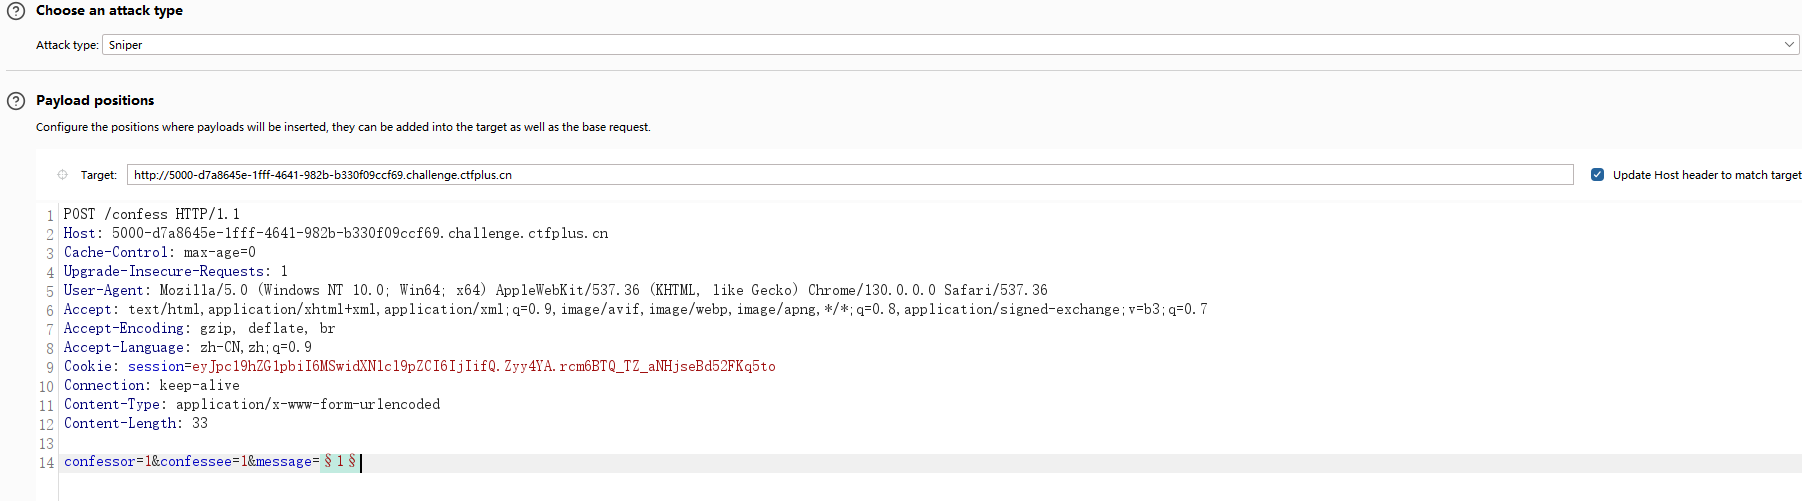 Choose an attack type
Attack type: Sniper
Payload positions
Configure the positions where payloads will be inserted, they can be added into the target as well as the base request.
Target: http://5000-d7a8645e-1fff-4641-982b-b330f09ccf69.challenge.ctfplus.cn Update Host header to match target
1 POST /confess HTTP/1.1
2 Host: 5000-d7a8645e-1fff-4641-982b-b330f09ccf69.challenge.ctfplus.cn
3 Cache-Control: max-age=0
4 Upgrade-Insecure-Requests: 1
5 User-Agent: Mozilla/5.0 (Windows NT 10.0; Win64; x64) AppleWebKit/537.36 (KHTML, like Gecko) Chrome/130.0.0.0 Safari/537.36
6 Accept: text/html,application/xhtml+xml,application/xml;q=0.9,image/avif,image/webp,image/apng,*/*;q=0.8,application/signed-exchange;v=b3;q=0.7
7 Accept-Encoding: gzip, deflate, br
8 Accept-Language: zh-CN,zh;q=0.9
9 Cookie: session=eyJpc19hZG1pbiI6MSwidXNlcl9pZCI6IjIifQ.Zyy4YA.rcm6BTQ_TZ_aNHjseBd52FKq5to
10 Connection: keep-alive
11 Content-Type: application/x-www-form-urlencoded
12 Content-Length: 33
13
14 confessor=1&confessee=1&message=§1§